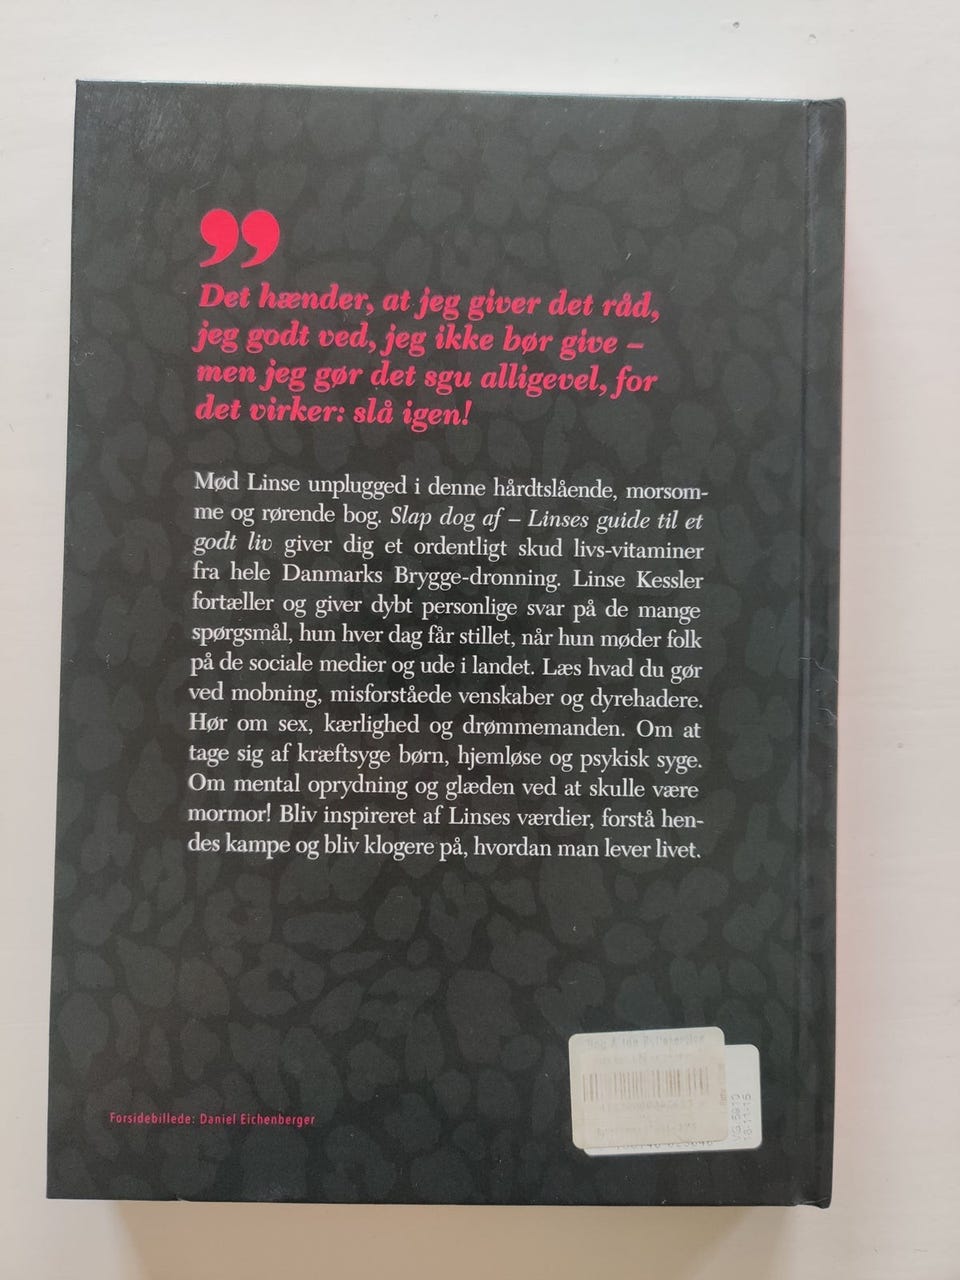 ”
Det hænder, at jeg giver det råd,
jeg godt ved, jeg ikke bør give –
men jeg gør det sgu alligevel, for
det virker: slå igen!
Mød Linse unplugged i denne hårdtslående, morsom-
me og rørende bog. Slap dog af – Linses guide til et
godt liv giver dig et ordentligt skud livs-vitaminer
fra hele Danmarks Brygge-dronning. Linse Kessler
fortæller og giver dybt personlige svar på de mange
spørgsmål, hun hver dag får stillet, når hun møder folk
på de sociale medier og ude i landet. Læs hvad du gør
ved mobning, misforståede venskaber og dyrehadere.
Hør om sex, kærlighed og drømmemanden. Om at
tage sig af kræftsyge børn, hjemløse og psykisk syge.
Om mental oprydning og glæden ved at skulle være
mormor! Bliv inspireret af Linses værdier, forstå hen-
des kampe og bliv klogere på, hvordan man lever livet.
Forsidebillede: Daniel Eichenberger